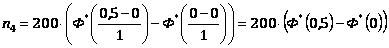 n₄ = 200 · (Φ*((0,5−0)/1) − Φ*((0−0)/1)) = 200 · (Φ*(0,5) − Φ*(0))